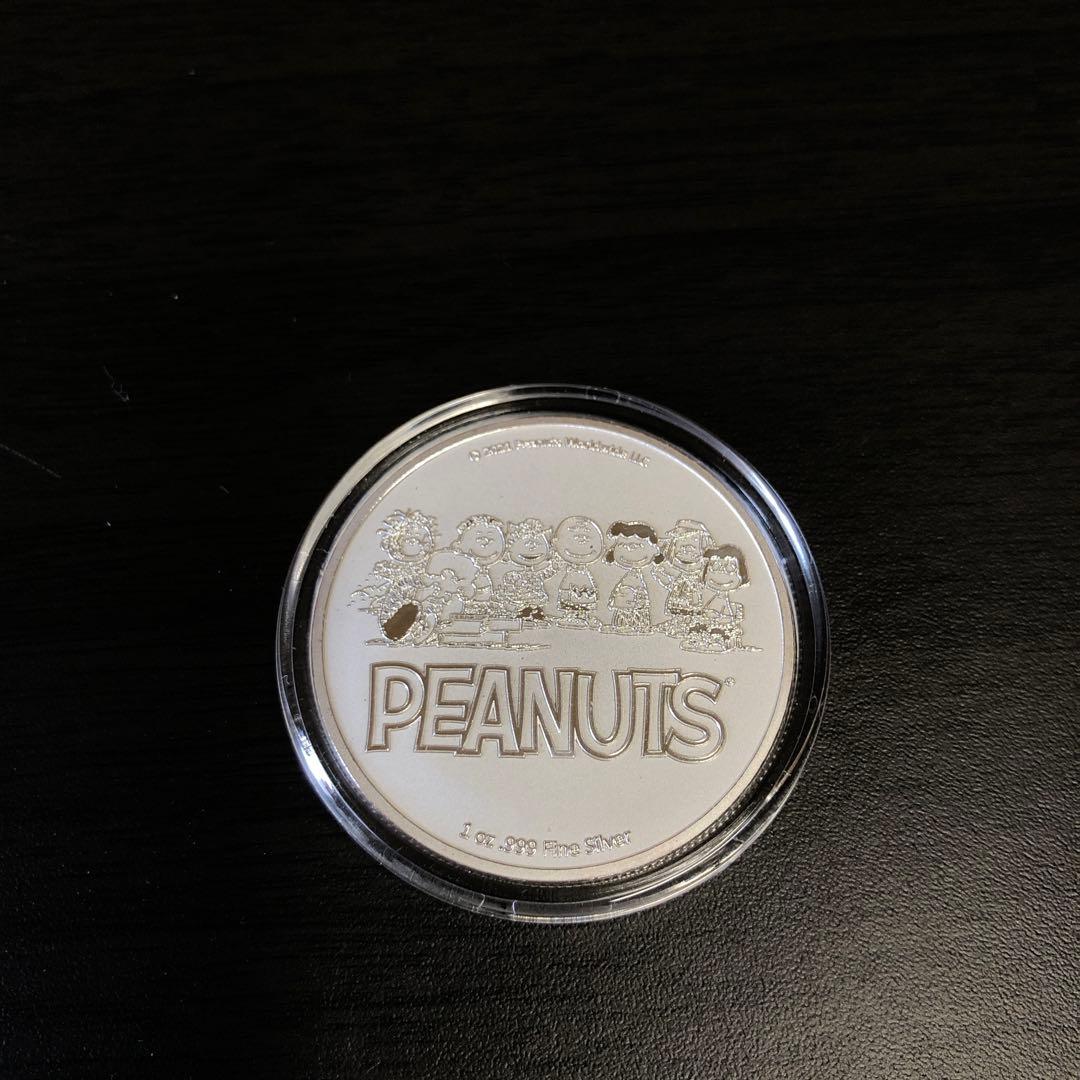 © 2021 Peanuts Worldwide LLC
PEANUTS®
1 oz .999 Fine Silver